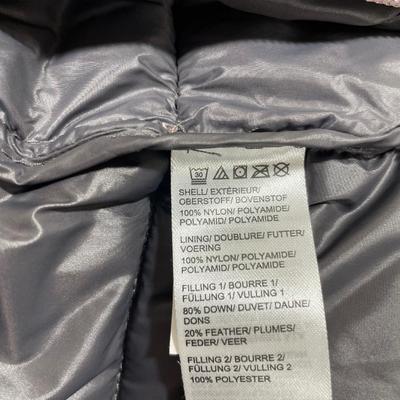 30
SHELL/ EXTÉRIEUR/
OBERSTOFF/ BOVENSTOF
100% NYLON/ POLYAMIDE/
POLYAMID/ POLYAMIDE
LINING/ DOUBLURE/ FUTTER/
VOERING
100% NYLON/ POLYAMIDE/
POLYAMID/ POLYAMIDE
FILLING 1/ BOURRE 1/
FÜLLUNG 1/ VULLING 1
80% DOWN/ DUVET/ DAUNE/
DONS
20% FEATHER/ PLUMES/
FEDER/ VEER
FILLING 2/ BOURRE 2/
FÜLLUNG 2/ VULLING 2
100% POLYESTER